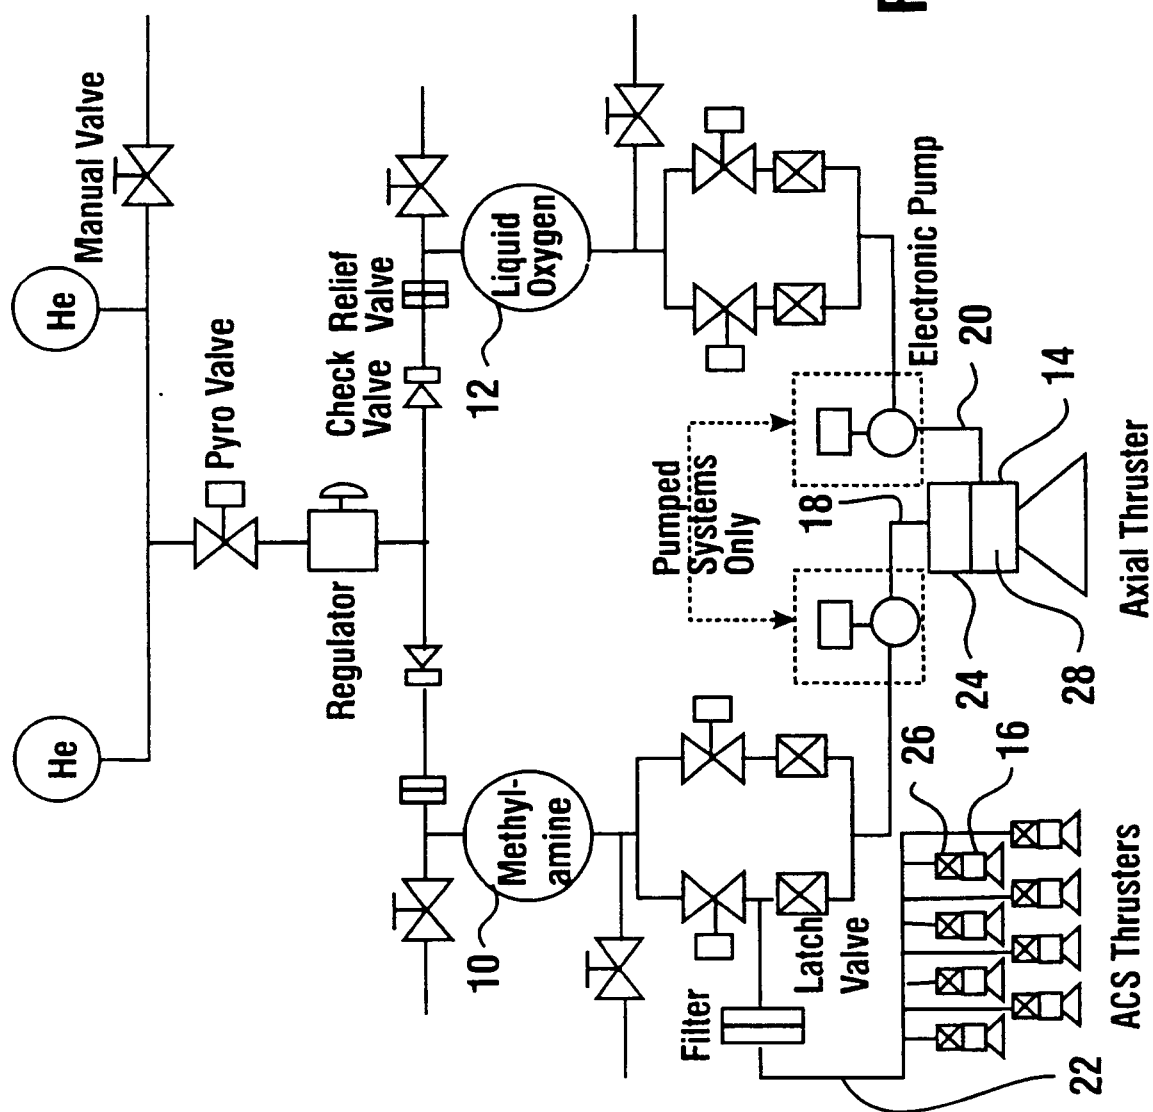 He
He
Manual Valve
Pyro Valve
Regulator
Check
Valve
Relief
Valve
Methyl-
amine
10
Liquid
Oxygen
12
Filter
Latch
Valve
Pumped
Systems
Only
Electronic Pump
18
20
14
24
28
Axial Thruster
26
16
22
ACS Thrusters